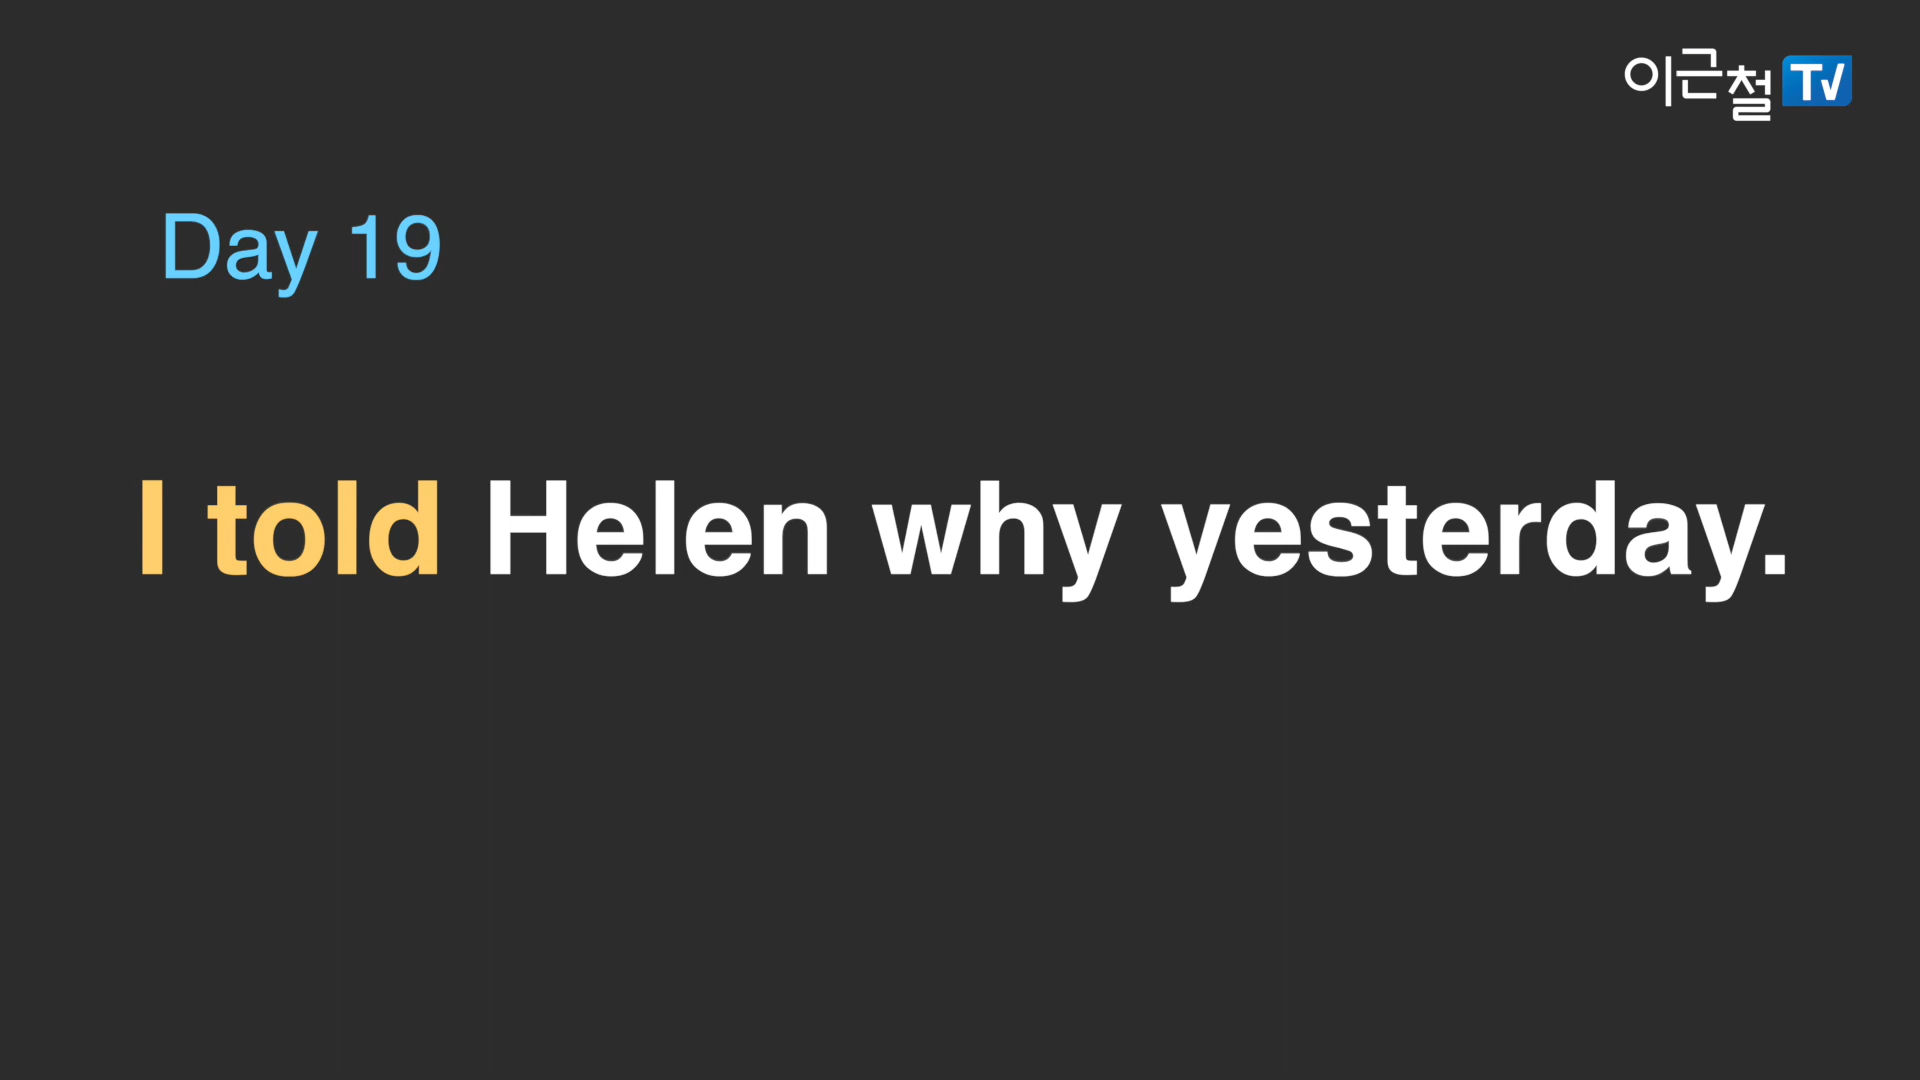 이근철 TV
Day 19
I told Helen why yesterday.